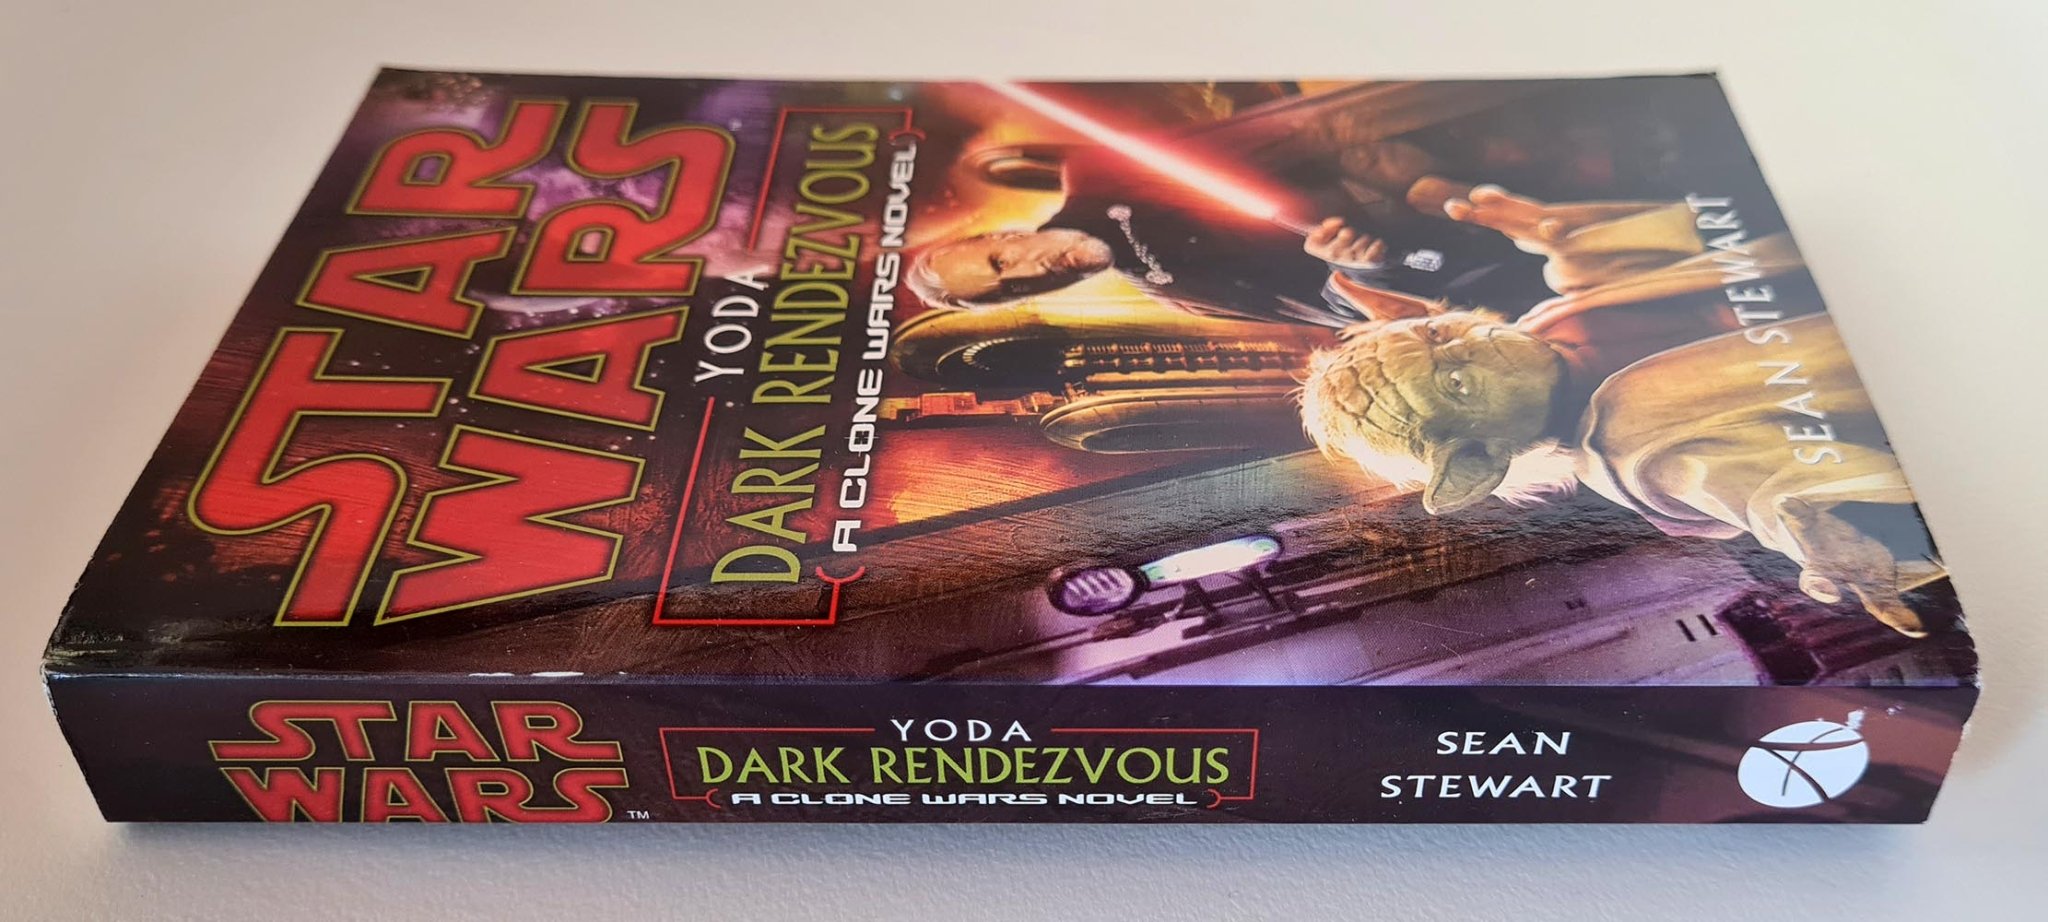 STAR
WARS
YODA
DARK RENDEZVOUS
A CLONE WARS NOVEL
SEAN STEWART
STAR
WARS
TM
YODA
DARK RENDEZVOUS
A CLONE WARS NOVEL
SEAN
STEWART